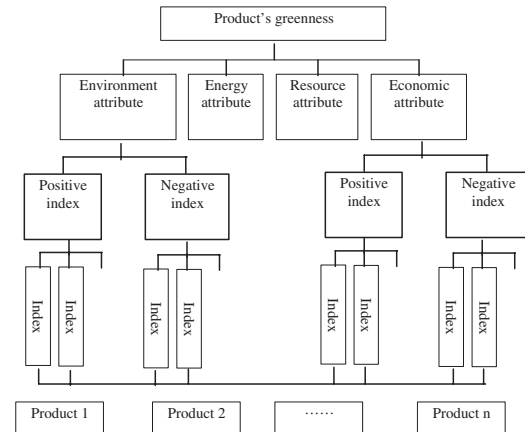 Product's greenness
Environment
attribute
Energy
attribute
Resource
attribute
Economic
attribute
Positive
index
Negative
index
Positive
index
Negative
index
Index
Index
Index
Index
Index
Index
Index
Index
Product 1
Product 2
……
Product n